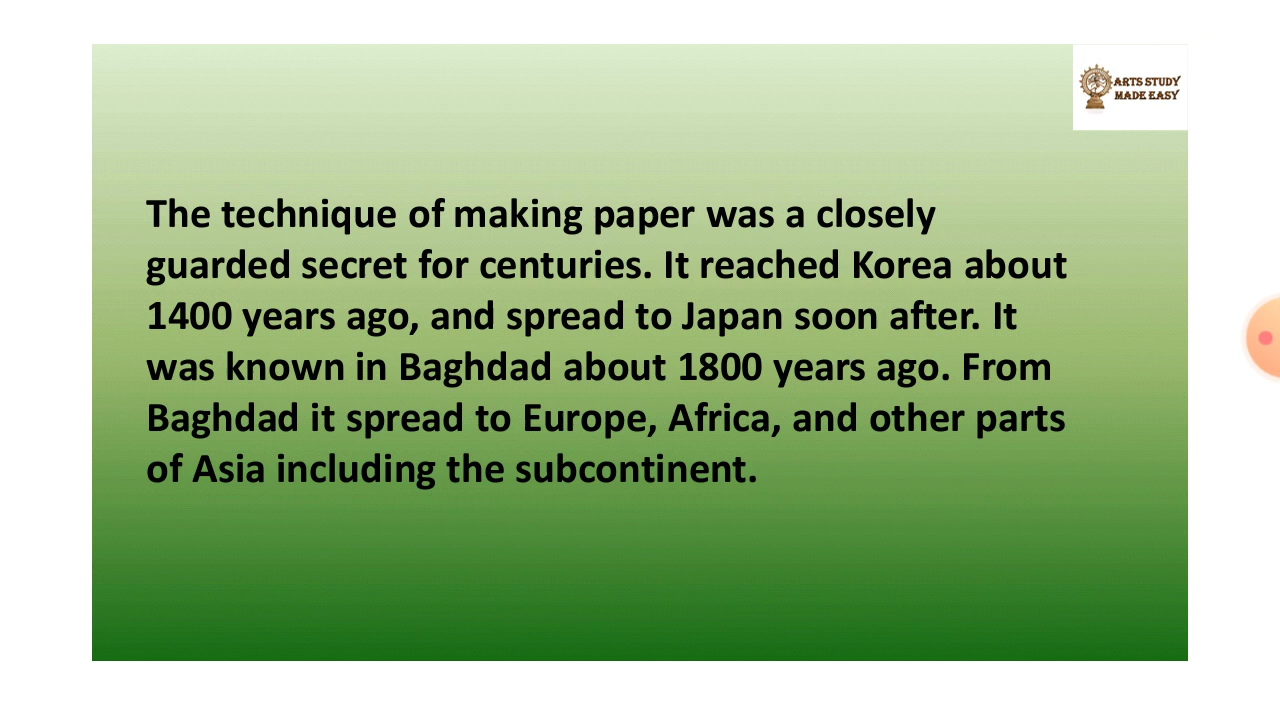 ARTS STUDY
MADE EASY
The technique of making paper was a closely
guarded secret for centuries. It reached Korea about
1400 years ago, and spread to Japan soon after. It
was known in Baghdad about 1800 years ago. From
Baghdad it spread to Europe, Africa, and other parts
of Asia including the subcontinent.